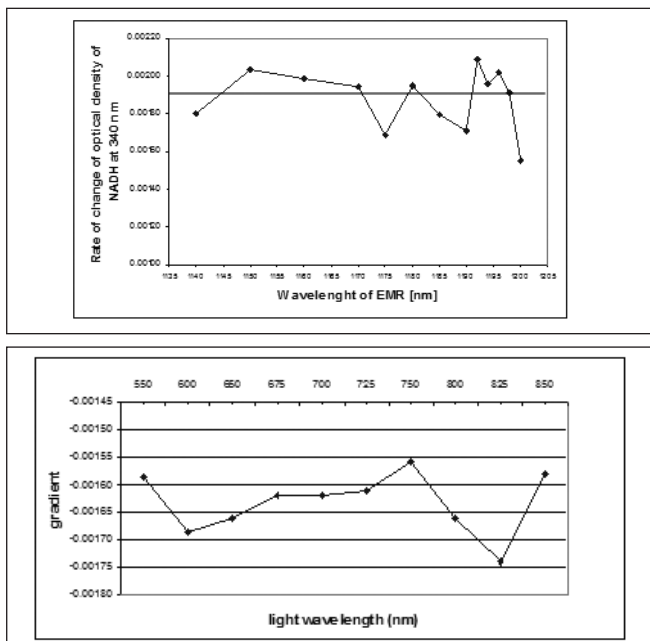 Rate of change of optical density of
NADH at 340 nm
0.00220
0.00200
0.00180
0.00160
0.00140
0.00120
0.00100
1135 1140 1145 1150 1155 1160 1165 1170 1175 1180 1185 1190 1195 1200 1205
Wavelenght of EMR [nm]
550 600 650 675 700 725 750 800 825 850
-0.00145
-0.00150
-0.00155
-0.00160
-0.00165
-0.00170
-0.00175
-0.00180
gradient
light wavelength (nm)